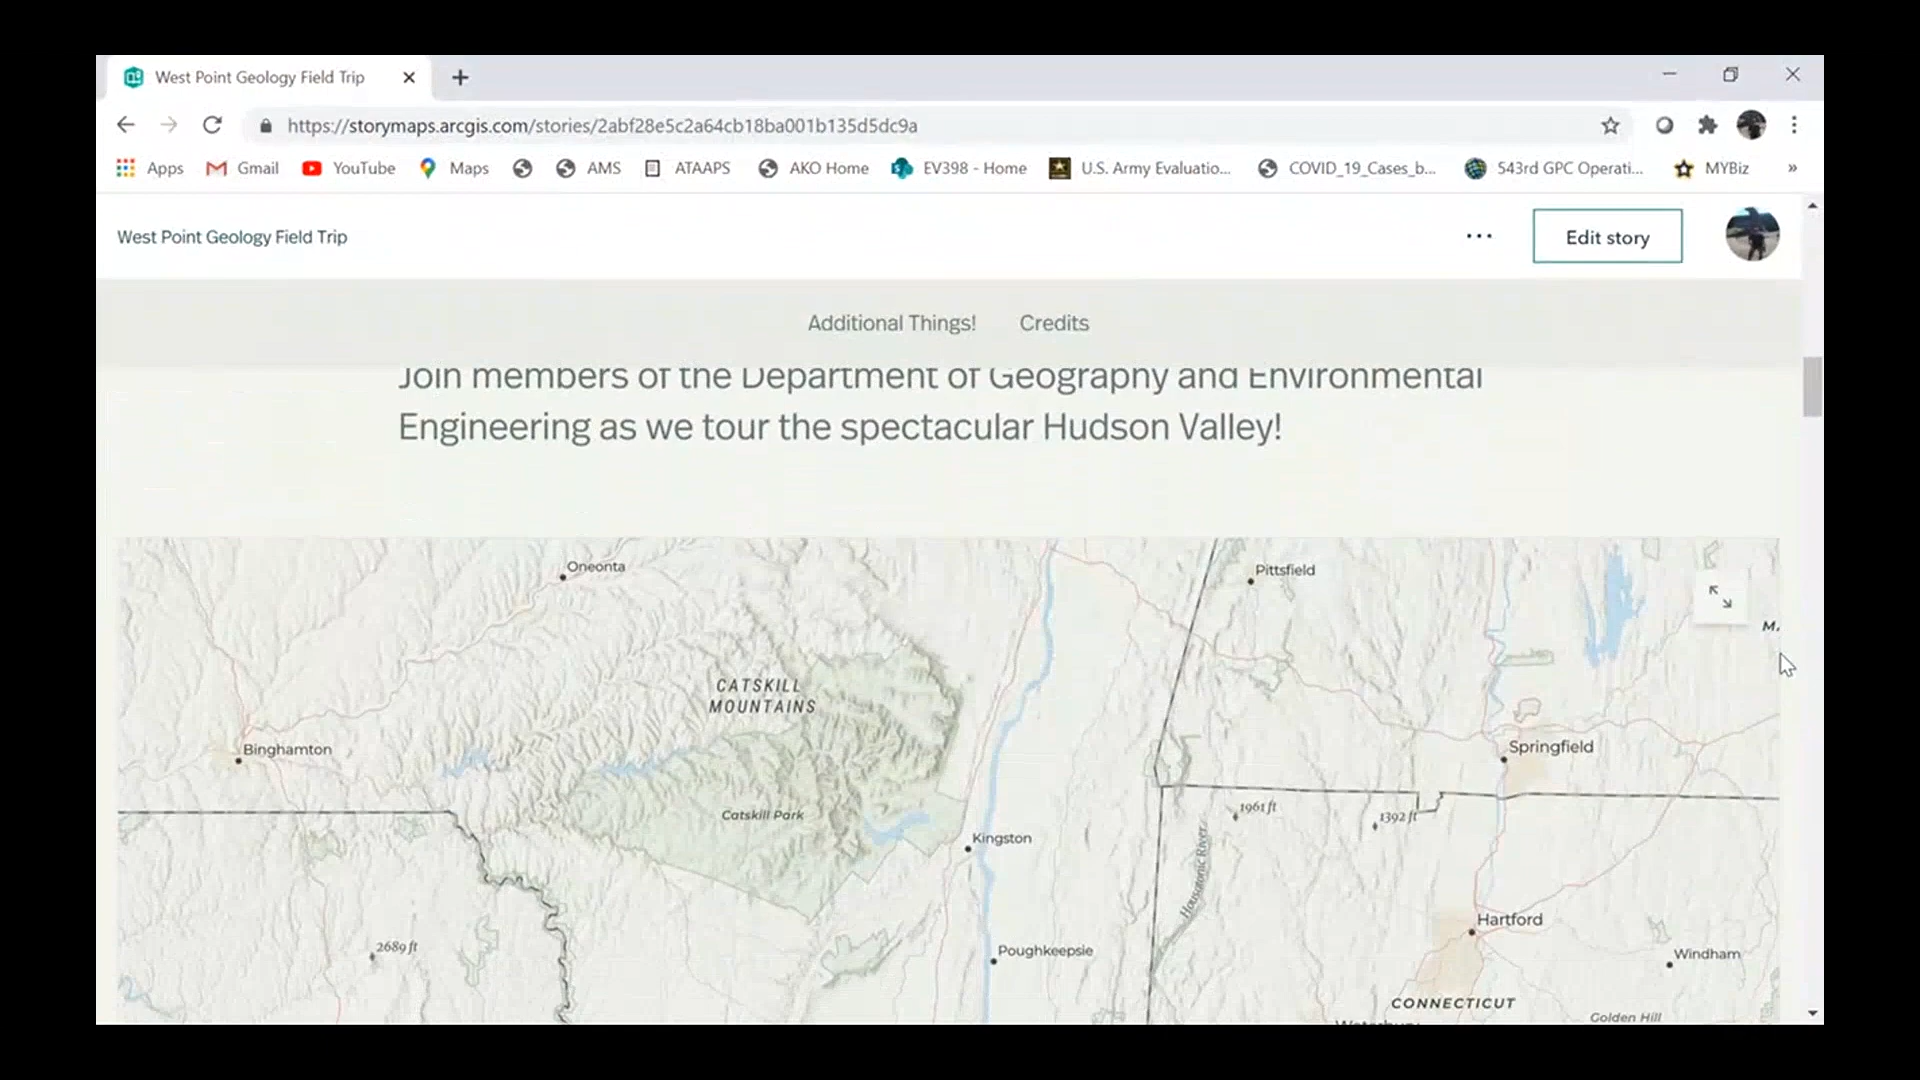 West Point Geology Field Trip
https://storymaps.arcgis.com/stories/2abf28e5c2a64cb18ba001b135d5dc9a
Apps Gmail YouTube Maps AMS ATAAPS AKO Home EV398 - Home U.S. Army Evaluatio... COVID_19_Cases_b... 543rd GPC Operati... MYBiz »
West Point Geology Field Trip
... Edit story
Additional Things! Credits
Join members of the Department of Geography and Environmental
Engineering as we tour the spectacular Hudson Valley!
Oneonta
Pittsfield
M.
CATSKILL
MOUNTAINS
Binghamton
Springfield
Catskill Park
1961 ft
1392 ft
Kingston
Housatonic River
Hartford
2689 ft
Poughkeepsie
Windham
CONNECTICUT
Golden Hill